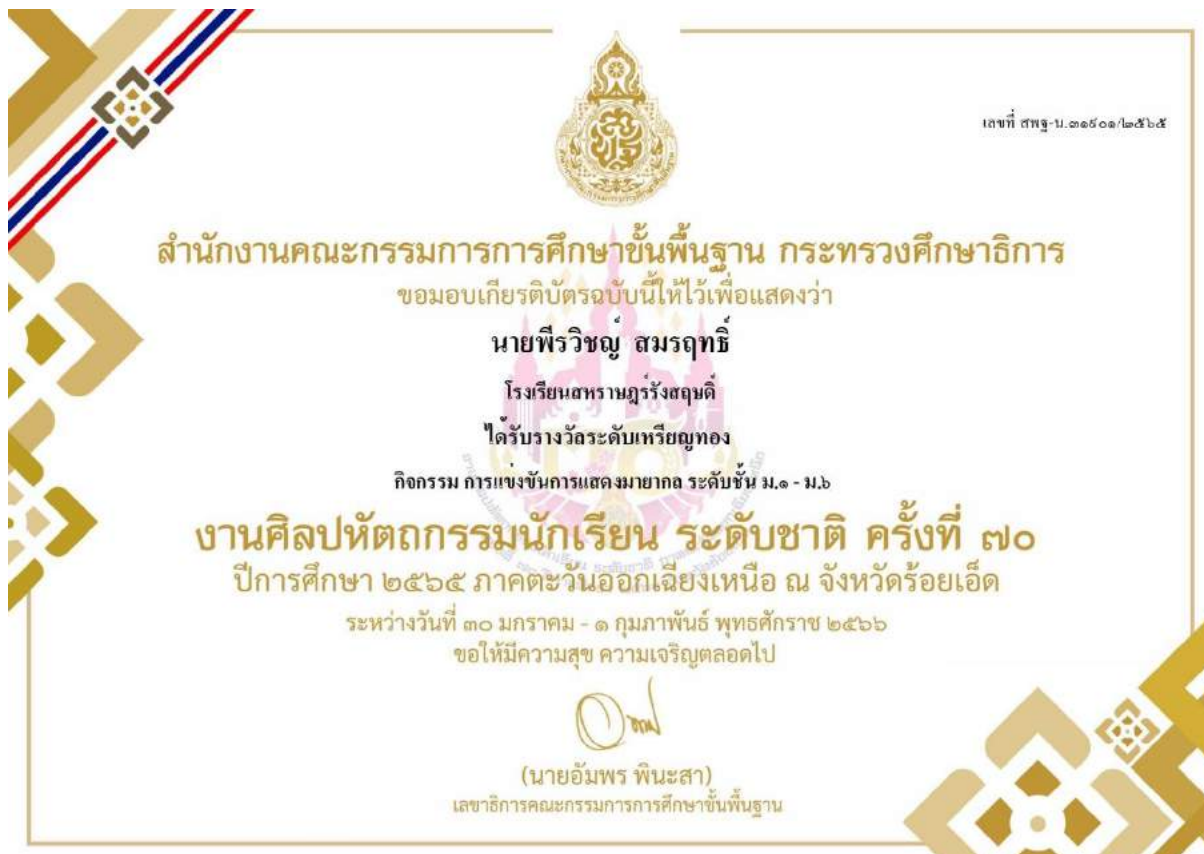 เลขที่ สพฐ-น.๓๑๙๐๑/๒๕๖๕
สำนักงานคณะกรรมการการศึกษาขั้นพื้นฐาน กระทรวงศึกษาธิการ
ขอมอบเกียรติบัตรฉบับนี้ให้ไว้เพื่อแสดงว่า
นายพีรวิชญ์ สมรฤทธิ์
โรงเรียนสหราษฎร์รังสฤษดิ์
ได้รับรางวัลระดับเหรียญทอง
กิจกรรม การแข่งขันการแสดงมายากล ระดับชั้น ม.๑ - ม.๖
งานศิลปหัตถกรรมนักเรียน ระดับชาติ ครั้งที่ ๗๐
ปีการศึกษา ๒๕๖๕ ภาคตะวันออกเฉียงเหนือ ณ จังหวัดร้อยเอ็ด
ระหว่างวันที่ ๓๐ มกราคม - ๑ กุมภาพันธ์ พุทธศักราช ๒๕๖๖
ขอให้มีความสุข ความเจริญตลอดไป
(นายอัมพร พินะสา)
เลขาธิการคณะกรรมการการศึกษาขั้นพื้นฐาน